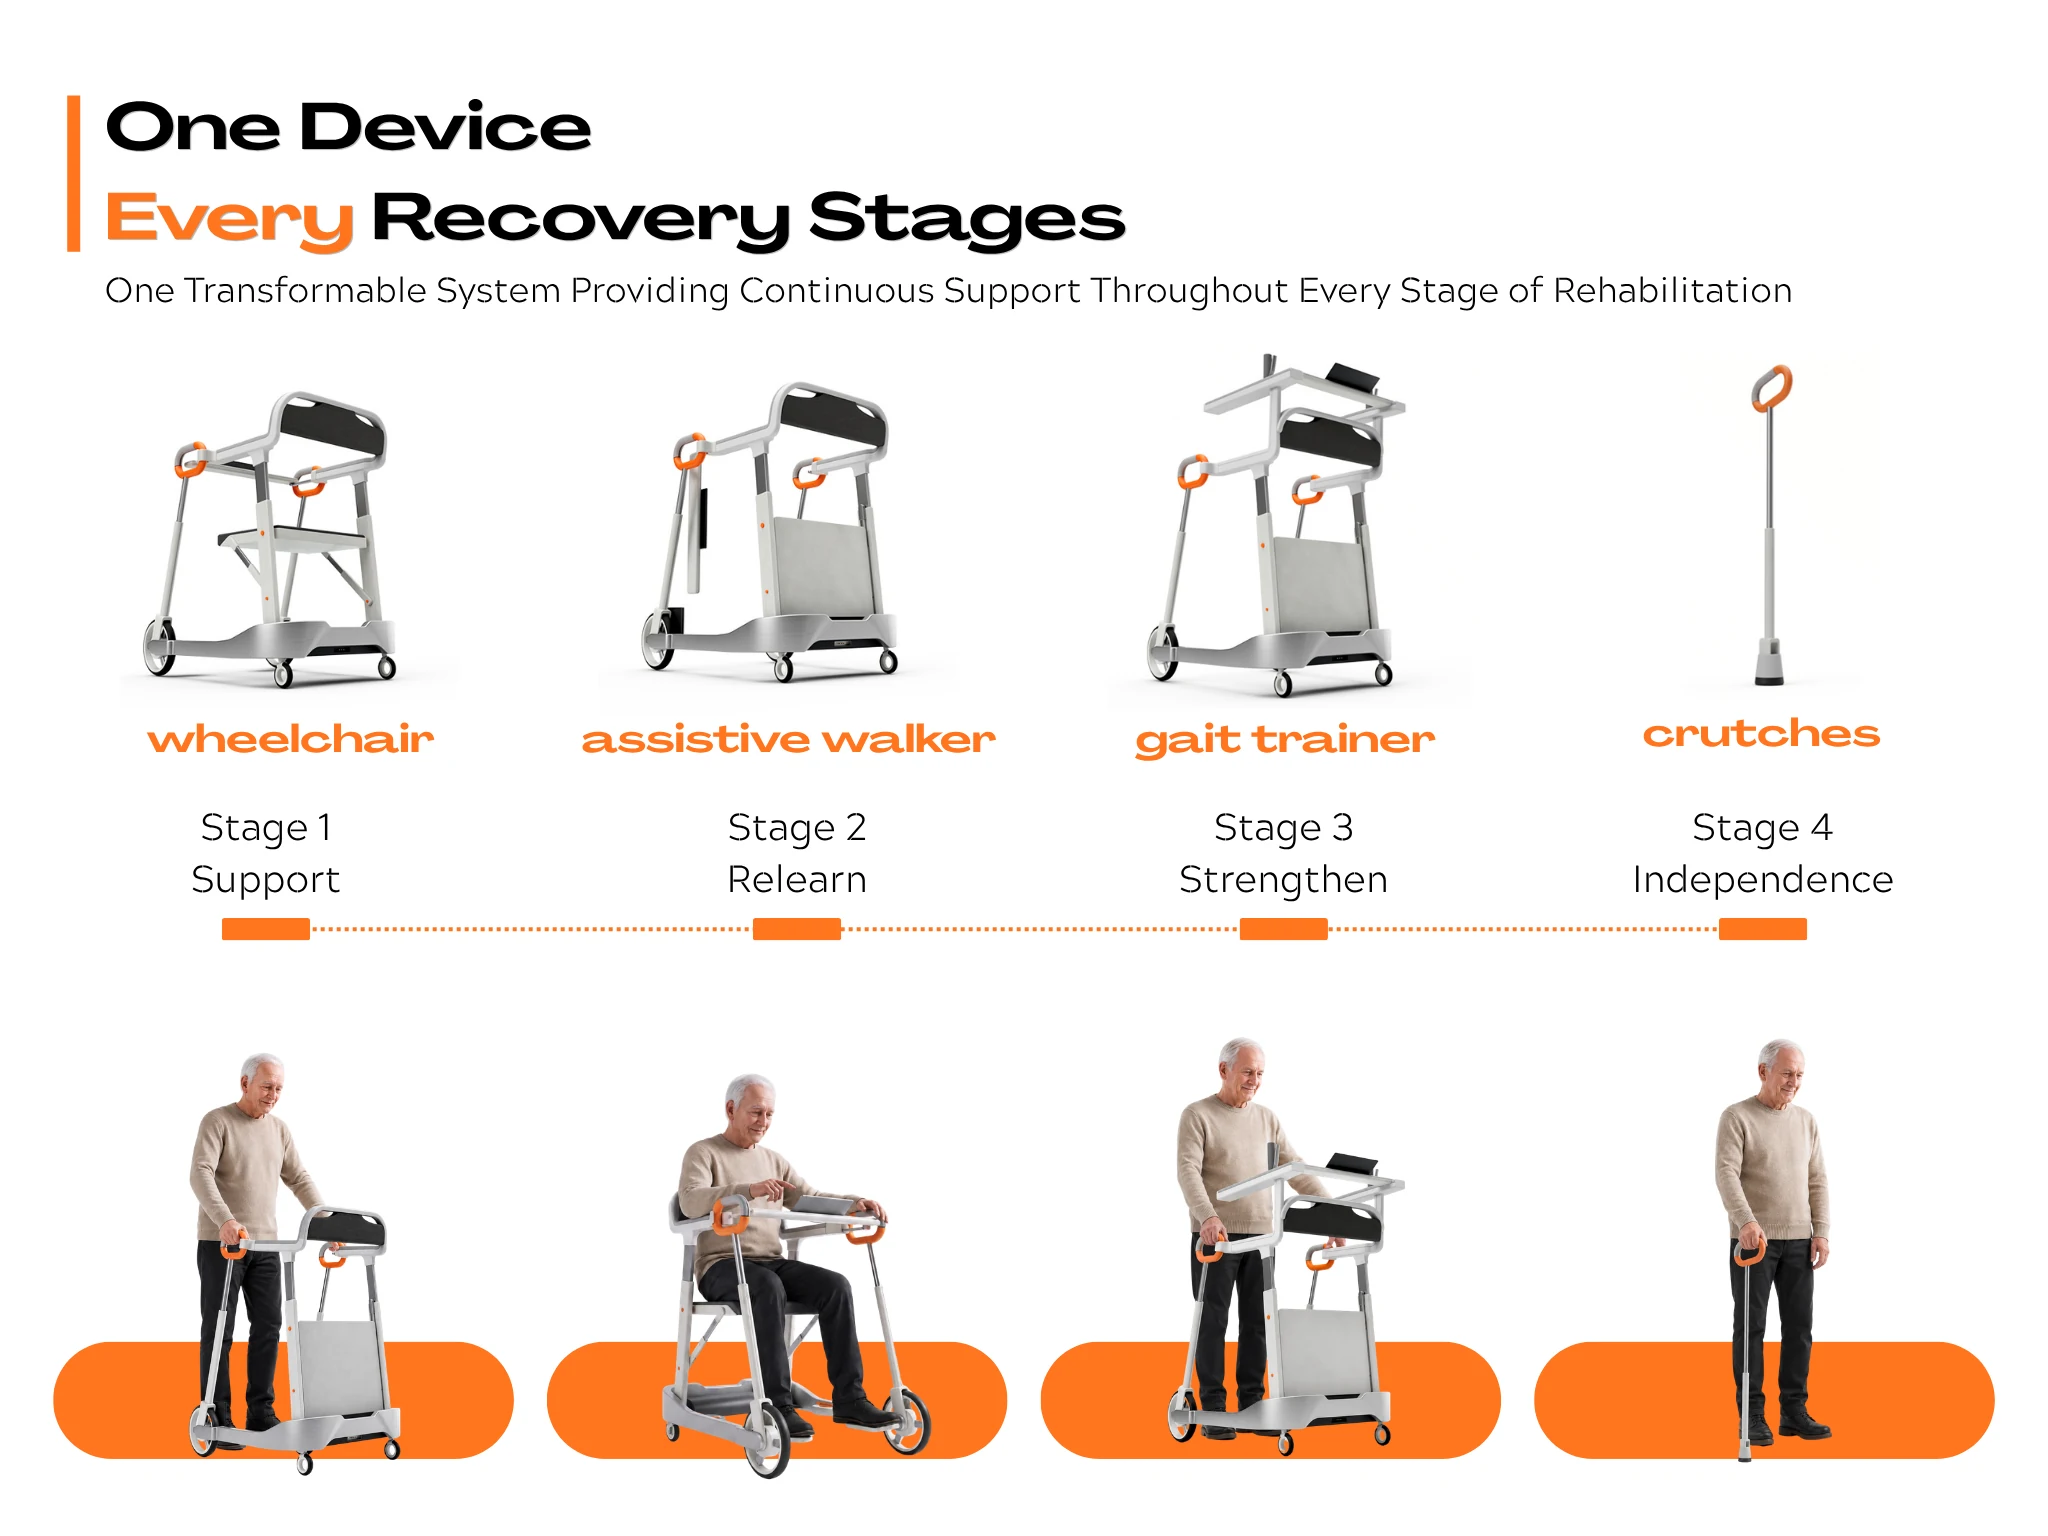 One Device
Every Recovery Stages
One Transformable System Providing Continuous Support Throughout Every Stage of Rehabilitation
wheelchair
assistive walker
gait trainer
crutches
Stage 1
Support
Stage 2
Relearn
Stage 3
Strengthen
Stage 4
Independence